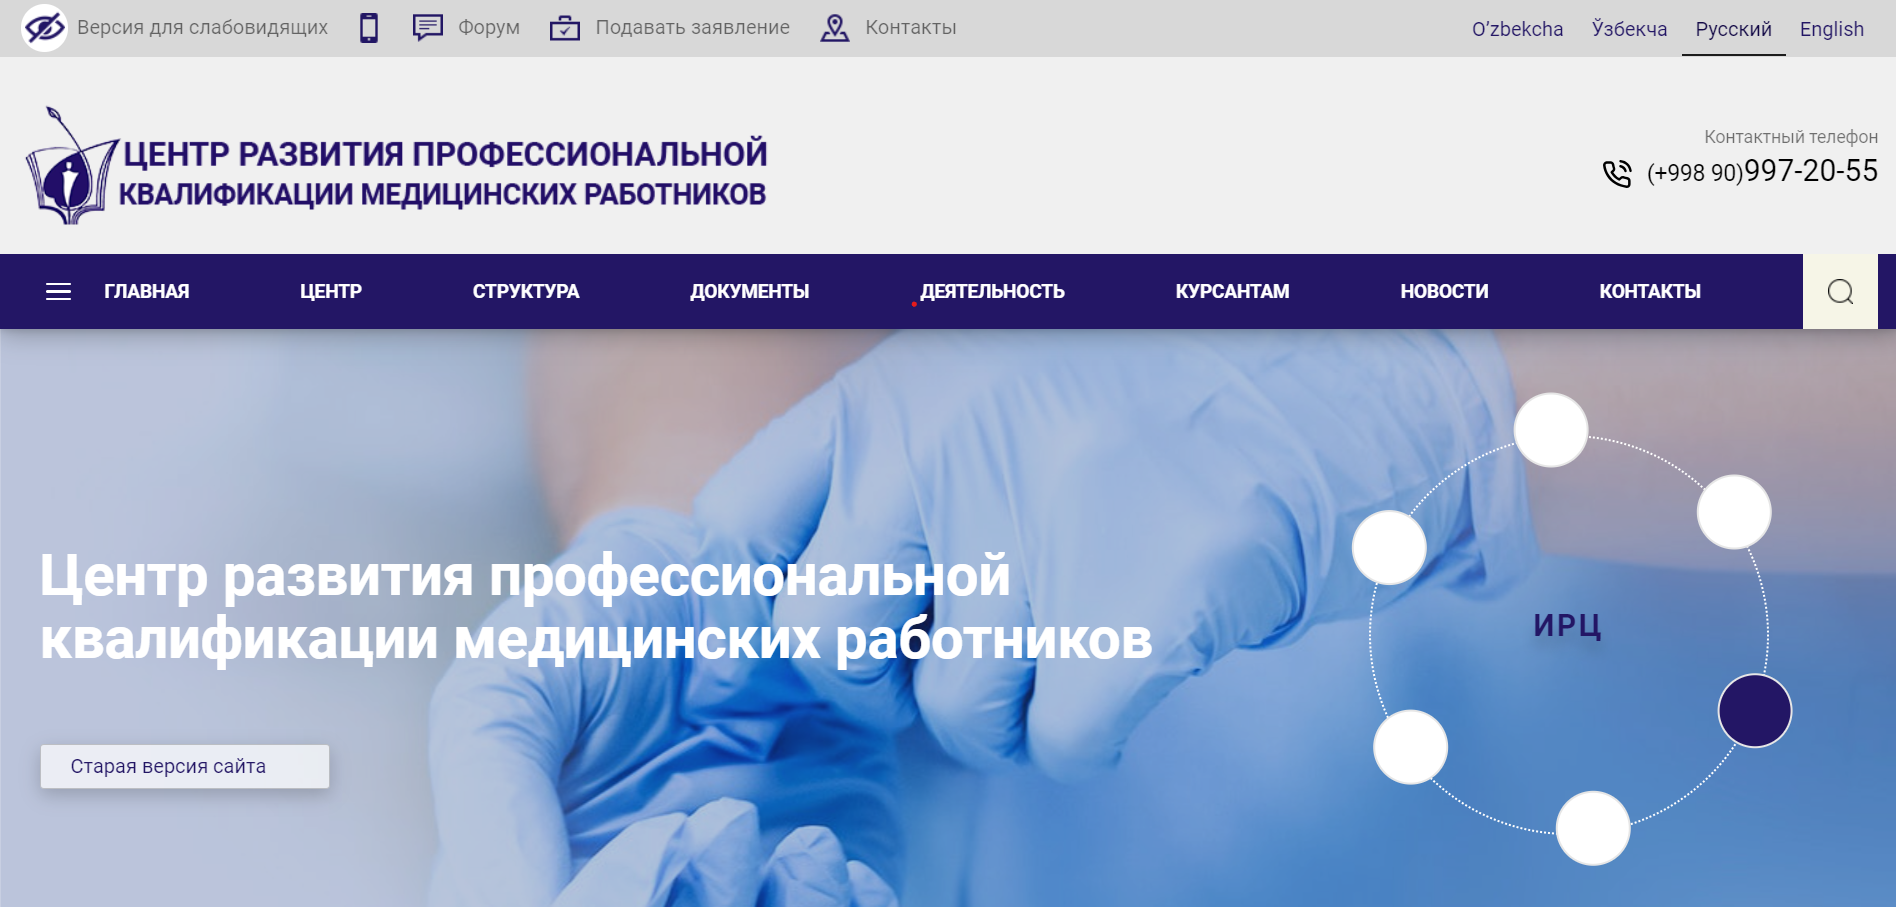 Версия для слабовидящих
Форум
Подавать заявление
Контакты
O’zbekcha
Ўзбекча
Русский
English
ЦЕНТР РАЗВИТИЯ ПРОФЕССИОНАЛЬНОЙ
КВАЛИФИКАЦИИ МЕДИЦИНСКИХ РАБОТНИКОВ
Контактный телефон
(+998 90)997-20-55
ГЛАВНАЯ
ЦЕНТР
СТРУКТУРА
ДОКУМЕНТЫ
ДЕЯТЕЛЬНОСТЬ
КУРСАНТАМ
НОВОСТИ
КОНТАКТЫ
Центр развития профессиональной
квалификации медицинских работников
ИРЦ
Старая версия сайта